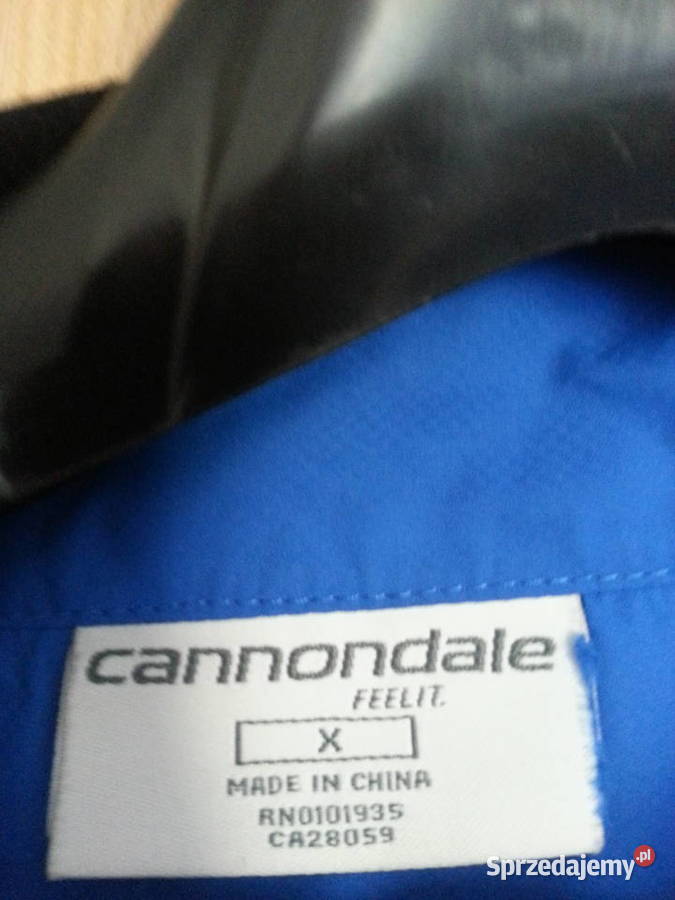 cannondale
FEEL IT.
X
MADE IN CHINA
RN0101935
CA28059
Sprzedajemy.pl